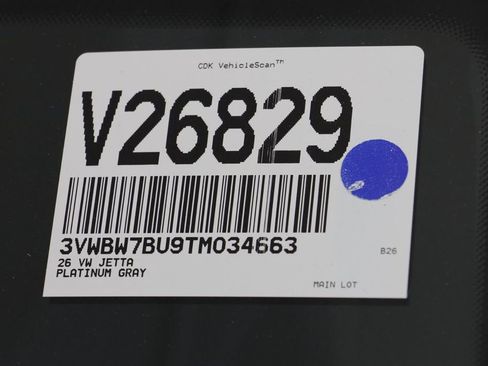 CDK VehicleScan™
V26829
3VWBW7BU9TM034663
26 VW JETTA
PLATINUM GRAY
B26
MAIN LOT